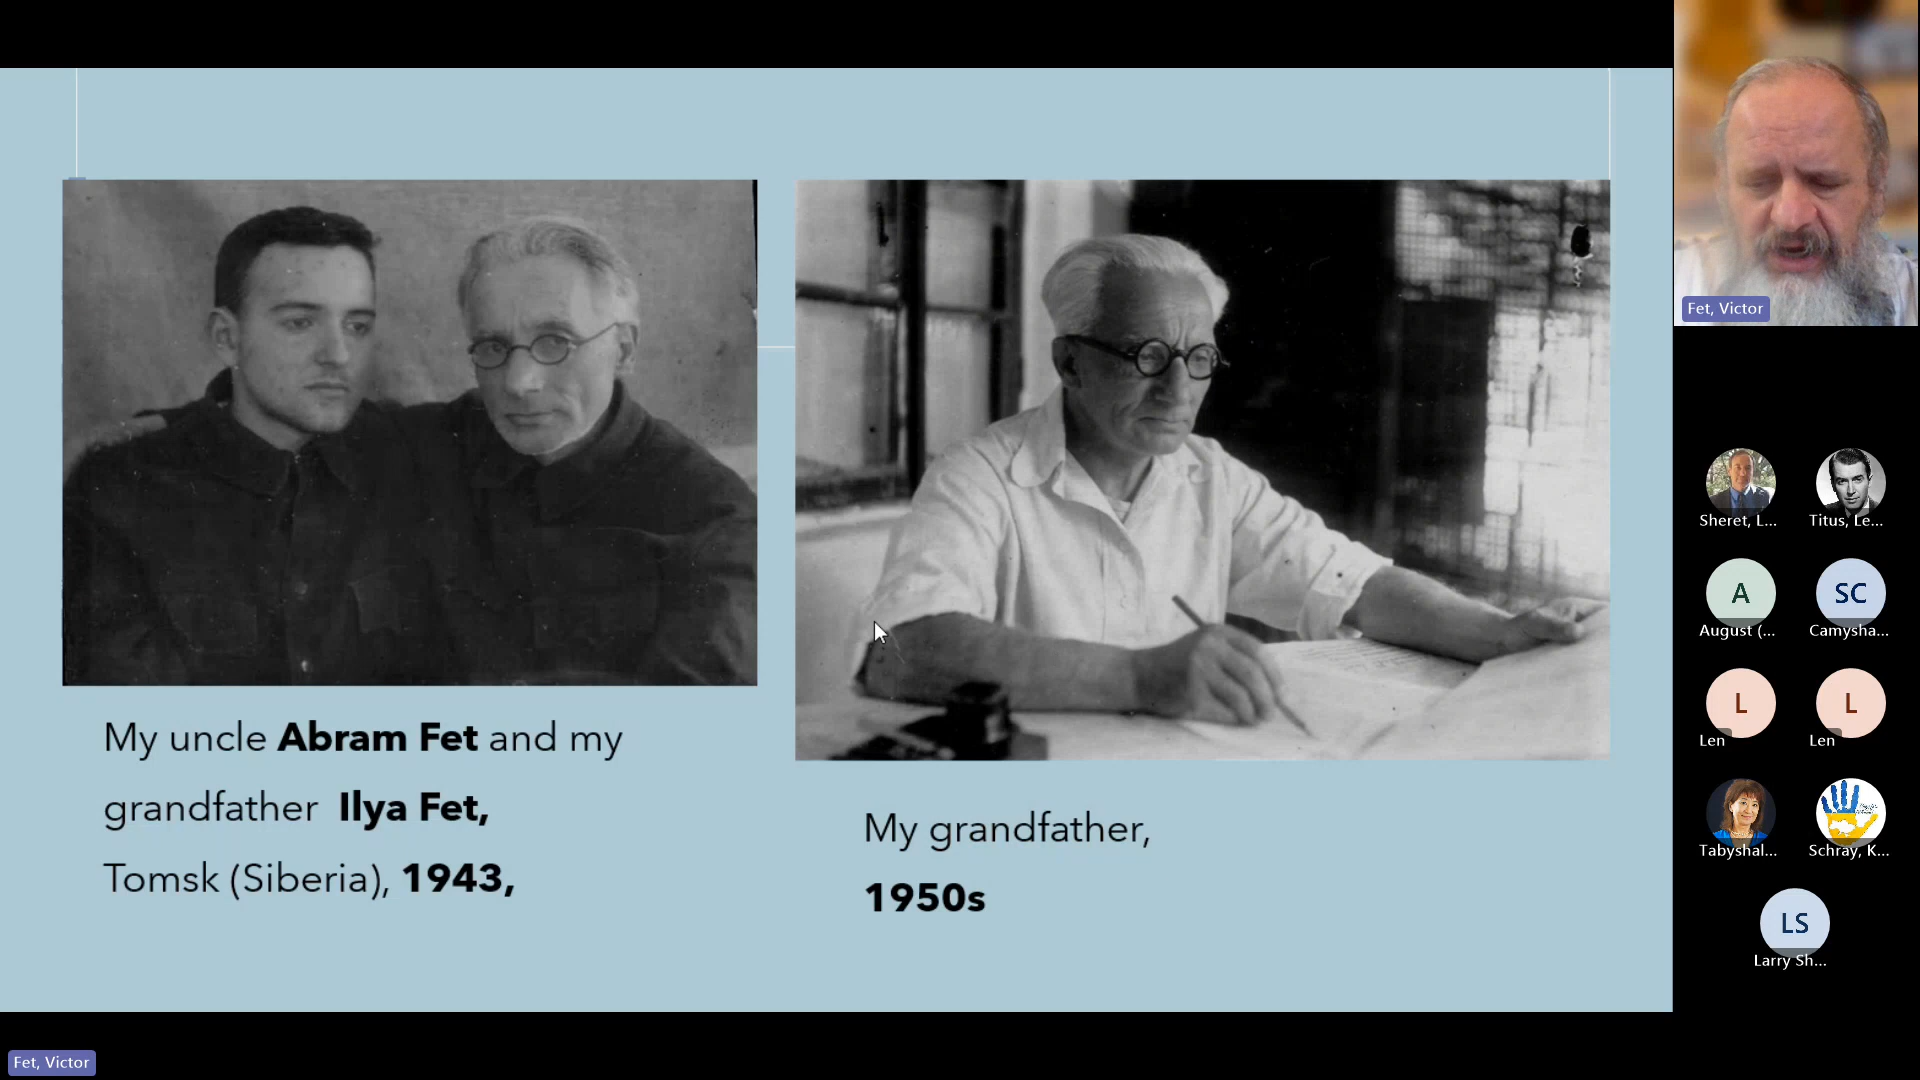 My uncle Abram Fet and my
grandfather Ilya Fet,
Tomsk (Siberia), 1943,
My grandfather,
1950s
Fet, Victor
Sheret, L...
Titus, Le...
A
August (...
SC
Camysha...
L
Len
L
Len
Tabyshal...
Schray, K...
LS
Larry Sh...
Fet, Victor